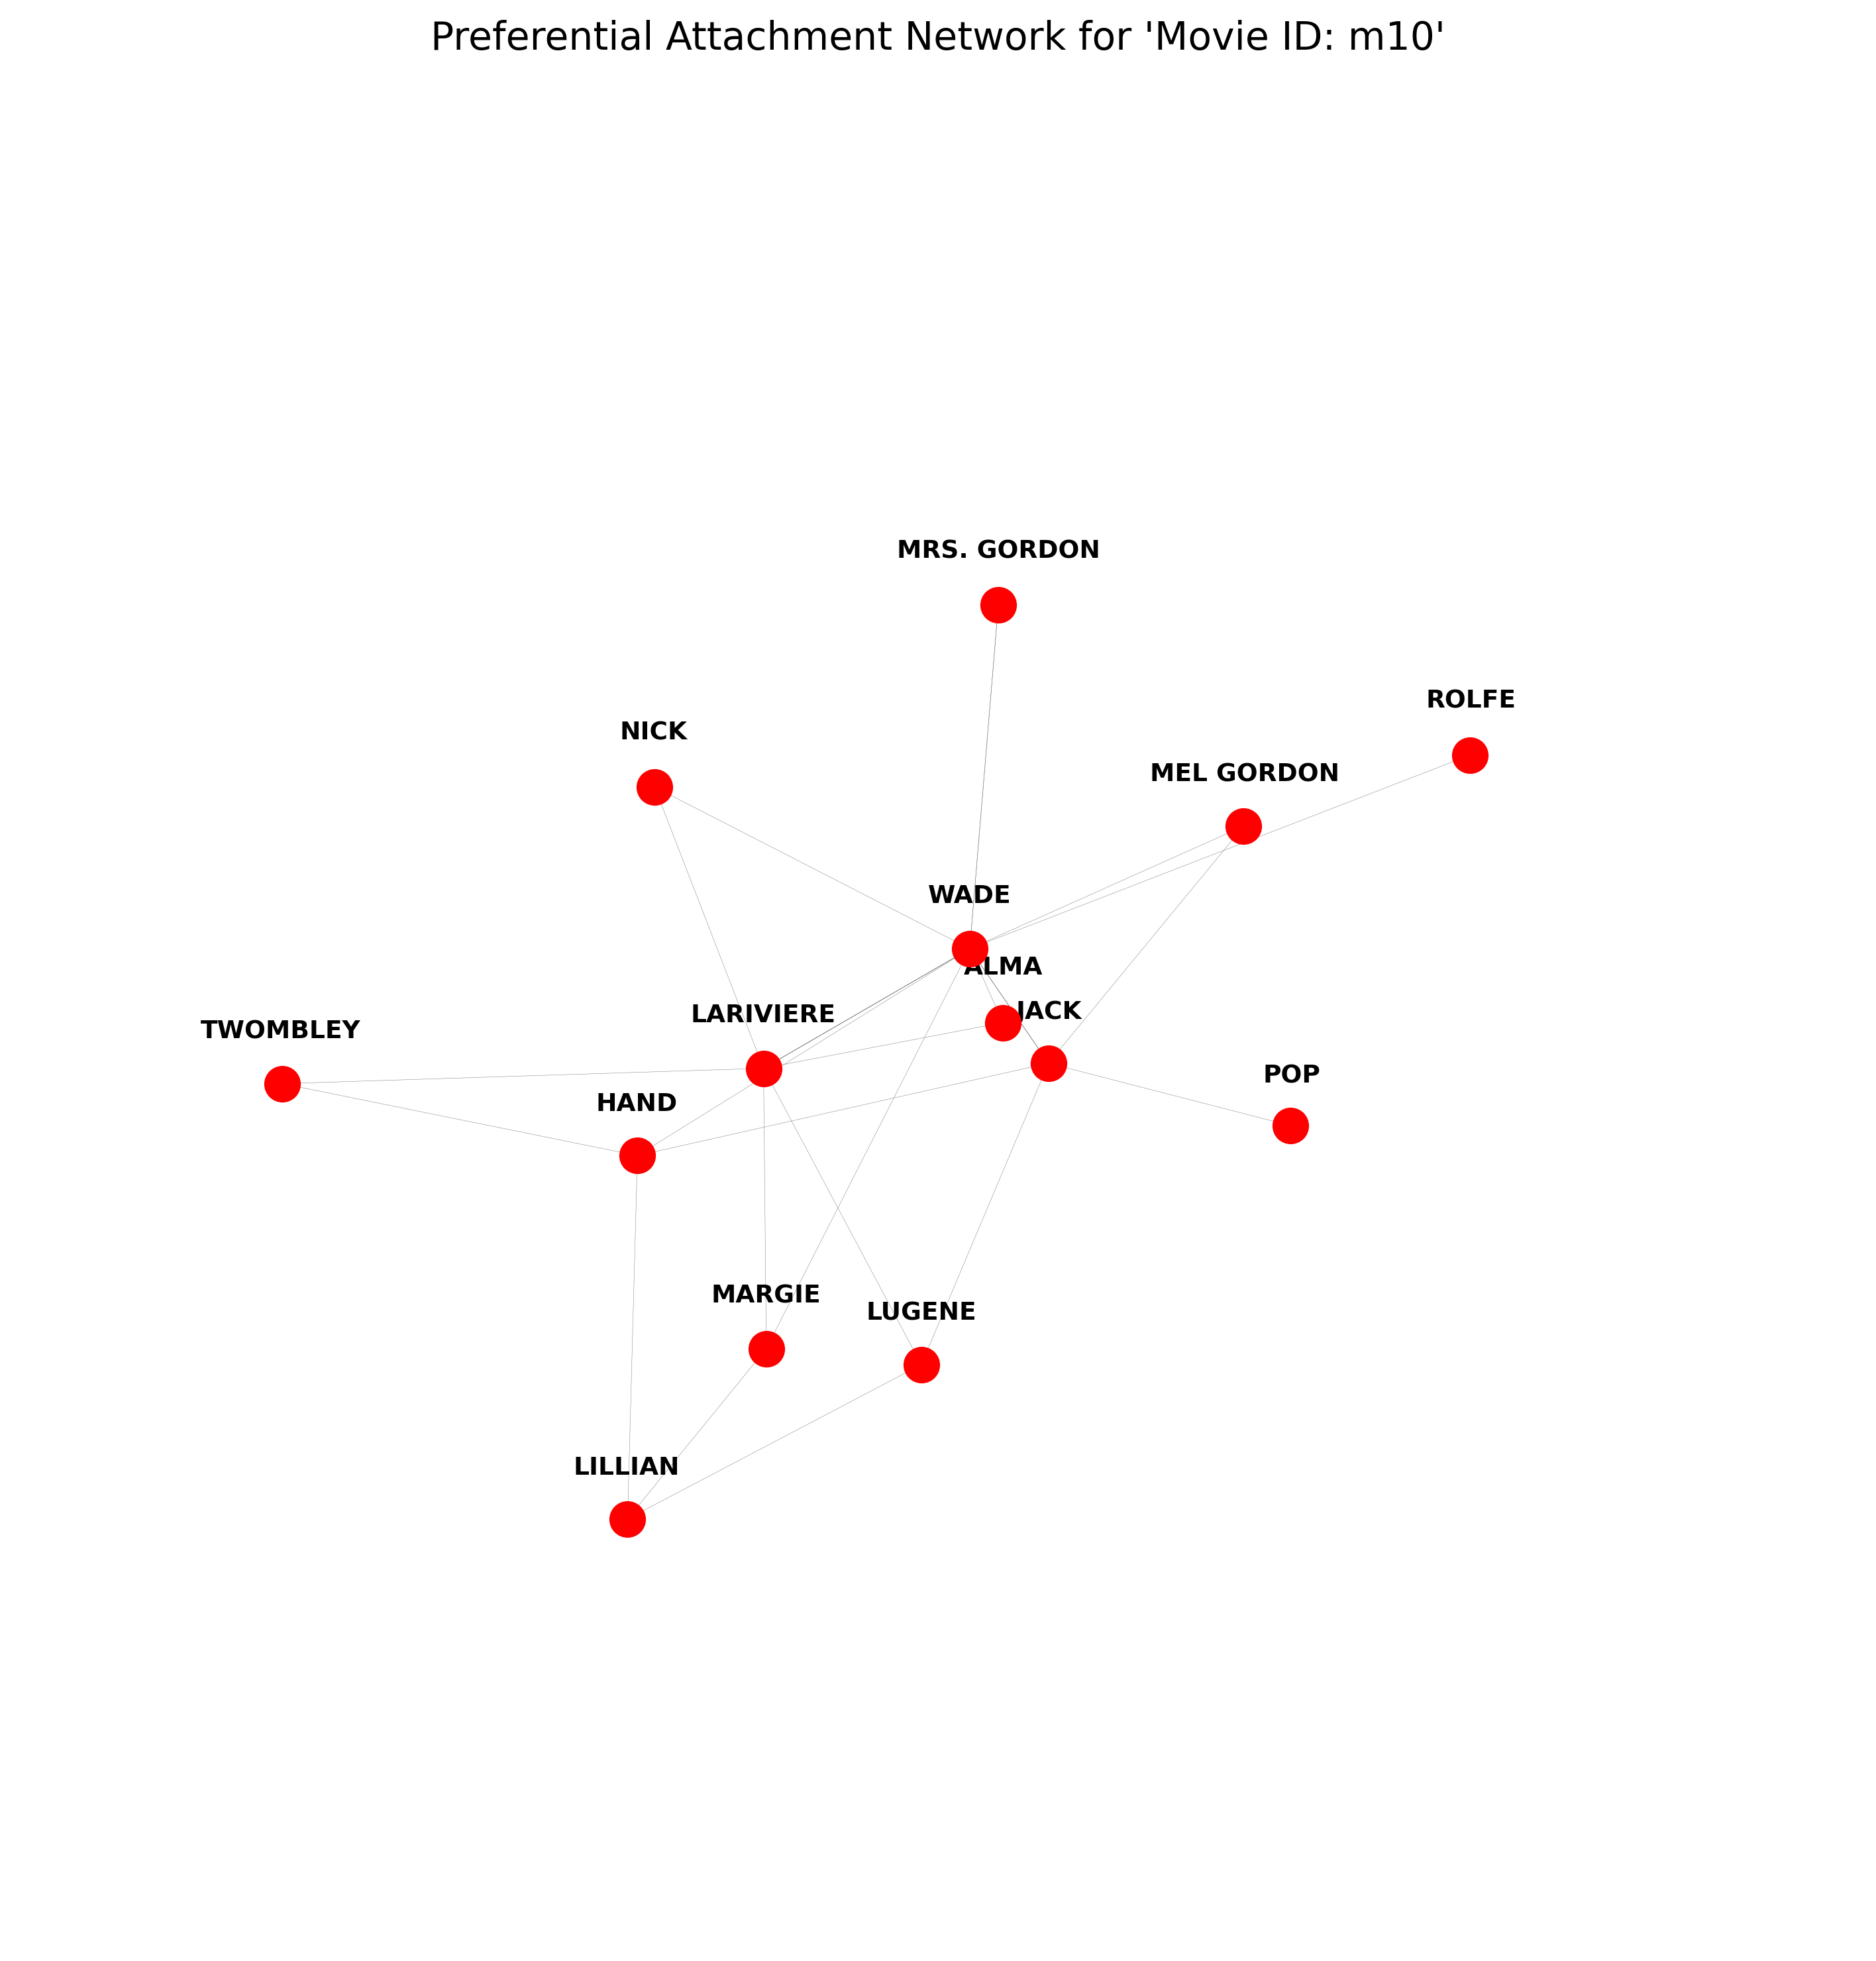 Preferential Attachment Network for 'Movie ID: m10'
MRS. GORDON
ROLFE
NICK
MEL GORDON
WADE
ALMA
JACK
LARIVIERE
TWOMBLEY
POP
HAND
MARGIE
LUGENE
LILLIAN